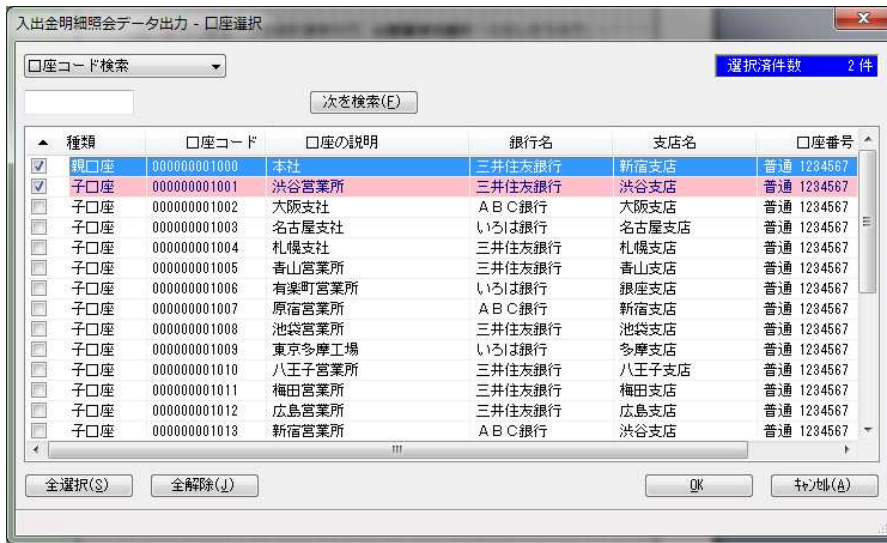 入出金明細照会データ出力 - 口座選択
口座コード検索 選択済件数 2 件
次を検索(F)
種類 口座コード 口座の説明 銀行名 支店名 口座番号
親口座 000000001000 本社 三井住友銀行 新宿支店 普通 1234567
子口座 000000001001 渋谷営業所 三井住友銀行 渋谷支店 普通 1234567
子口座 000000001002 大阪支社 ＡＢＣ銀行 大阪支店 普通 1234567
子口座 000000001003 名古屋支社 いろは銀行 名古屋支店 普通 1234567
子口座 000000001004 札幌支社 三井住友銀行 札幌支店 普通 1234567
子口座 000000001005 青山営業所 三井住友銀行 青山支店 普通 1234567
子口座 000000001006 有楽町営業所 いろは銀行 銀座支店 普通 1234567
子口座 000000001007 原宿営業所 ＡＢＣ銀行 新宿支店 普通 1234567
子口座 000000001008 池袋営業所 三井住友銀行 池袋支店 普通 1234567
子口座 000000001009 東京多摩工場 いろは銀行 多摩支店 普通 1234567
子口座 000000001010 八王子営業所 三井住友銀行 八王子支店 普通 1234567
子口座 000000001011 梅田営業所 三井住友銀行 梅田支店 普通 1234567
子口座 000000001012 広島営業所 三井住友銀行 広島支店 普通 1234567
子口座 000000001013 新宿営業所 ＡＢＣ銀行 渋谷支店 普通 1234567
全選択(S) 全解除(J) OK ｷｬﾝｾﾙ(A)